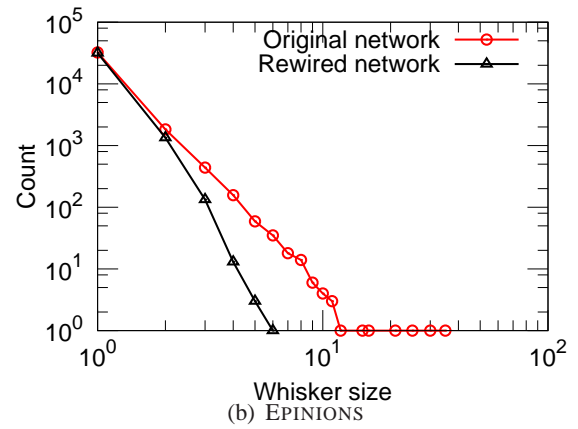 10^5
Original network
Rewired network
10^4
10^3
Count
10^2
10^1
10^0
10^0 10^1 10^2
Whisker size
(b) EPINIONS